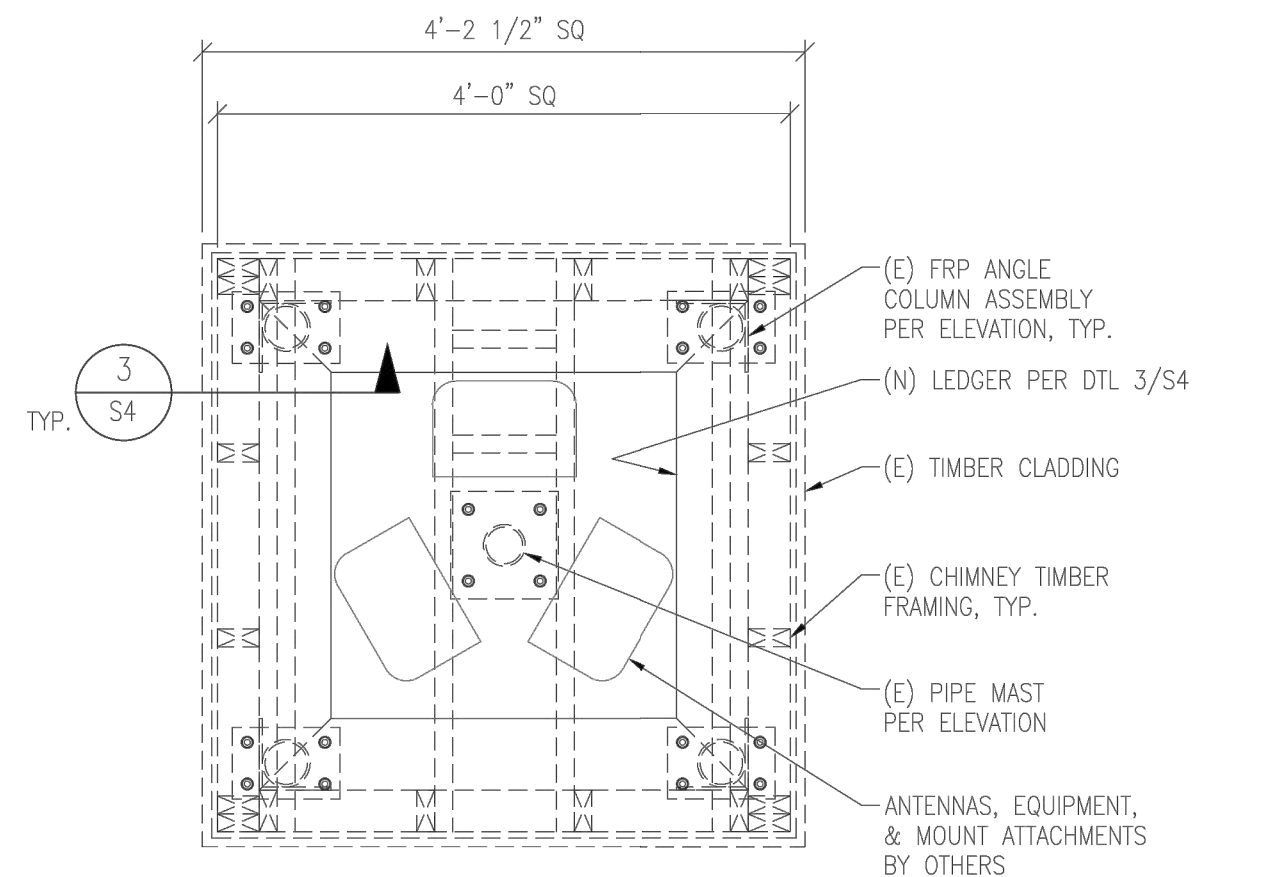 4'-2 1/2" SQ
4'-0" SQ
(E) FRP ANGLE
COLUMN ASSEMBLY
PER ELEVATION, TYP.
3
S4
TYP.
(N) LEDGER PER DTL 3/S4
(E) TIMBER CLADDING
(E) CHIMNEY TIMBER
FRAMING, TYP.
(E) PIPE MAST
PER ELEVATION
ANTENNAS, EQUIPMENT,
& MOUNT ATTACHMENTS
BY OTHERS